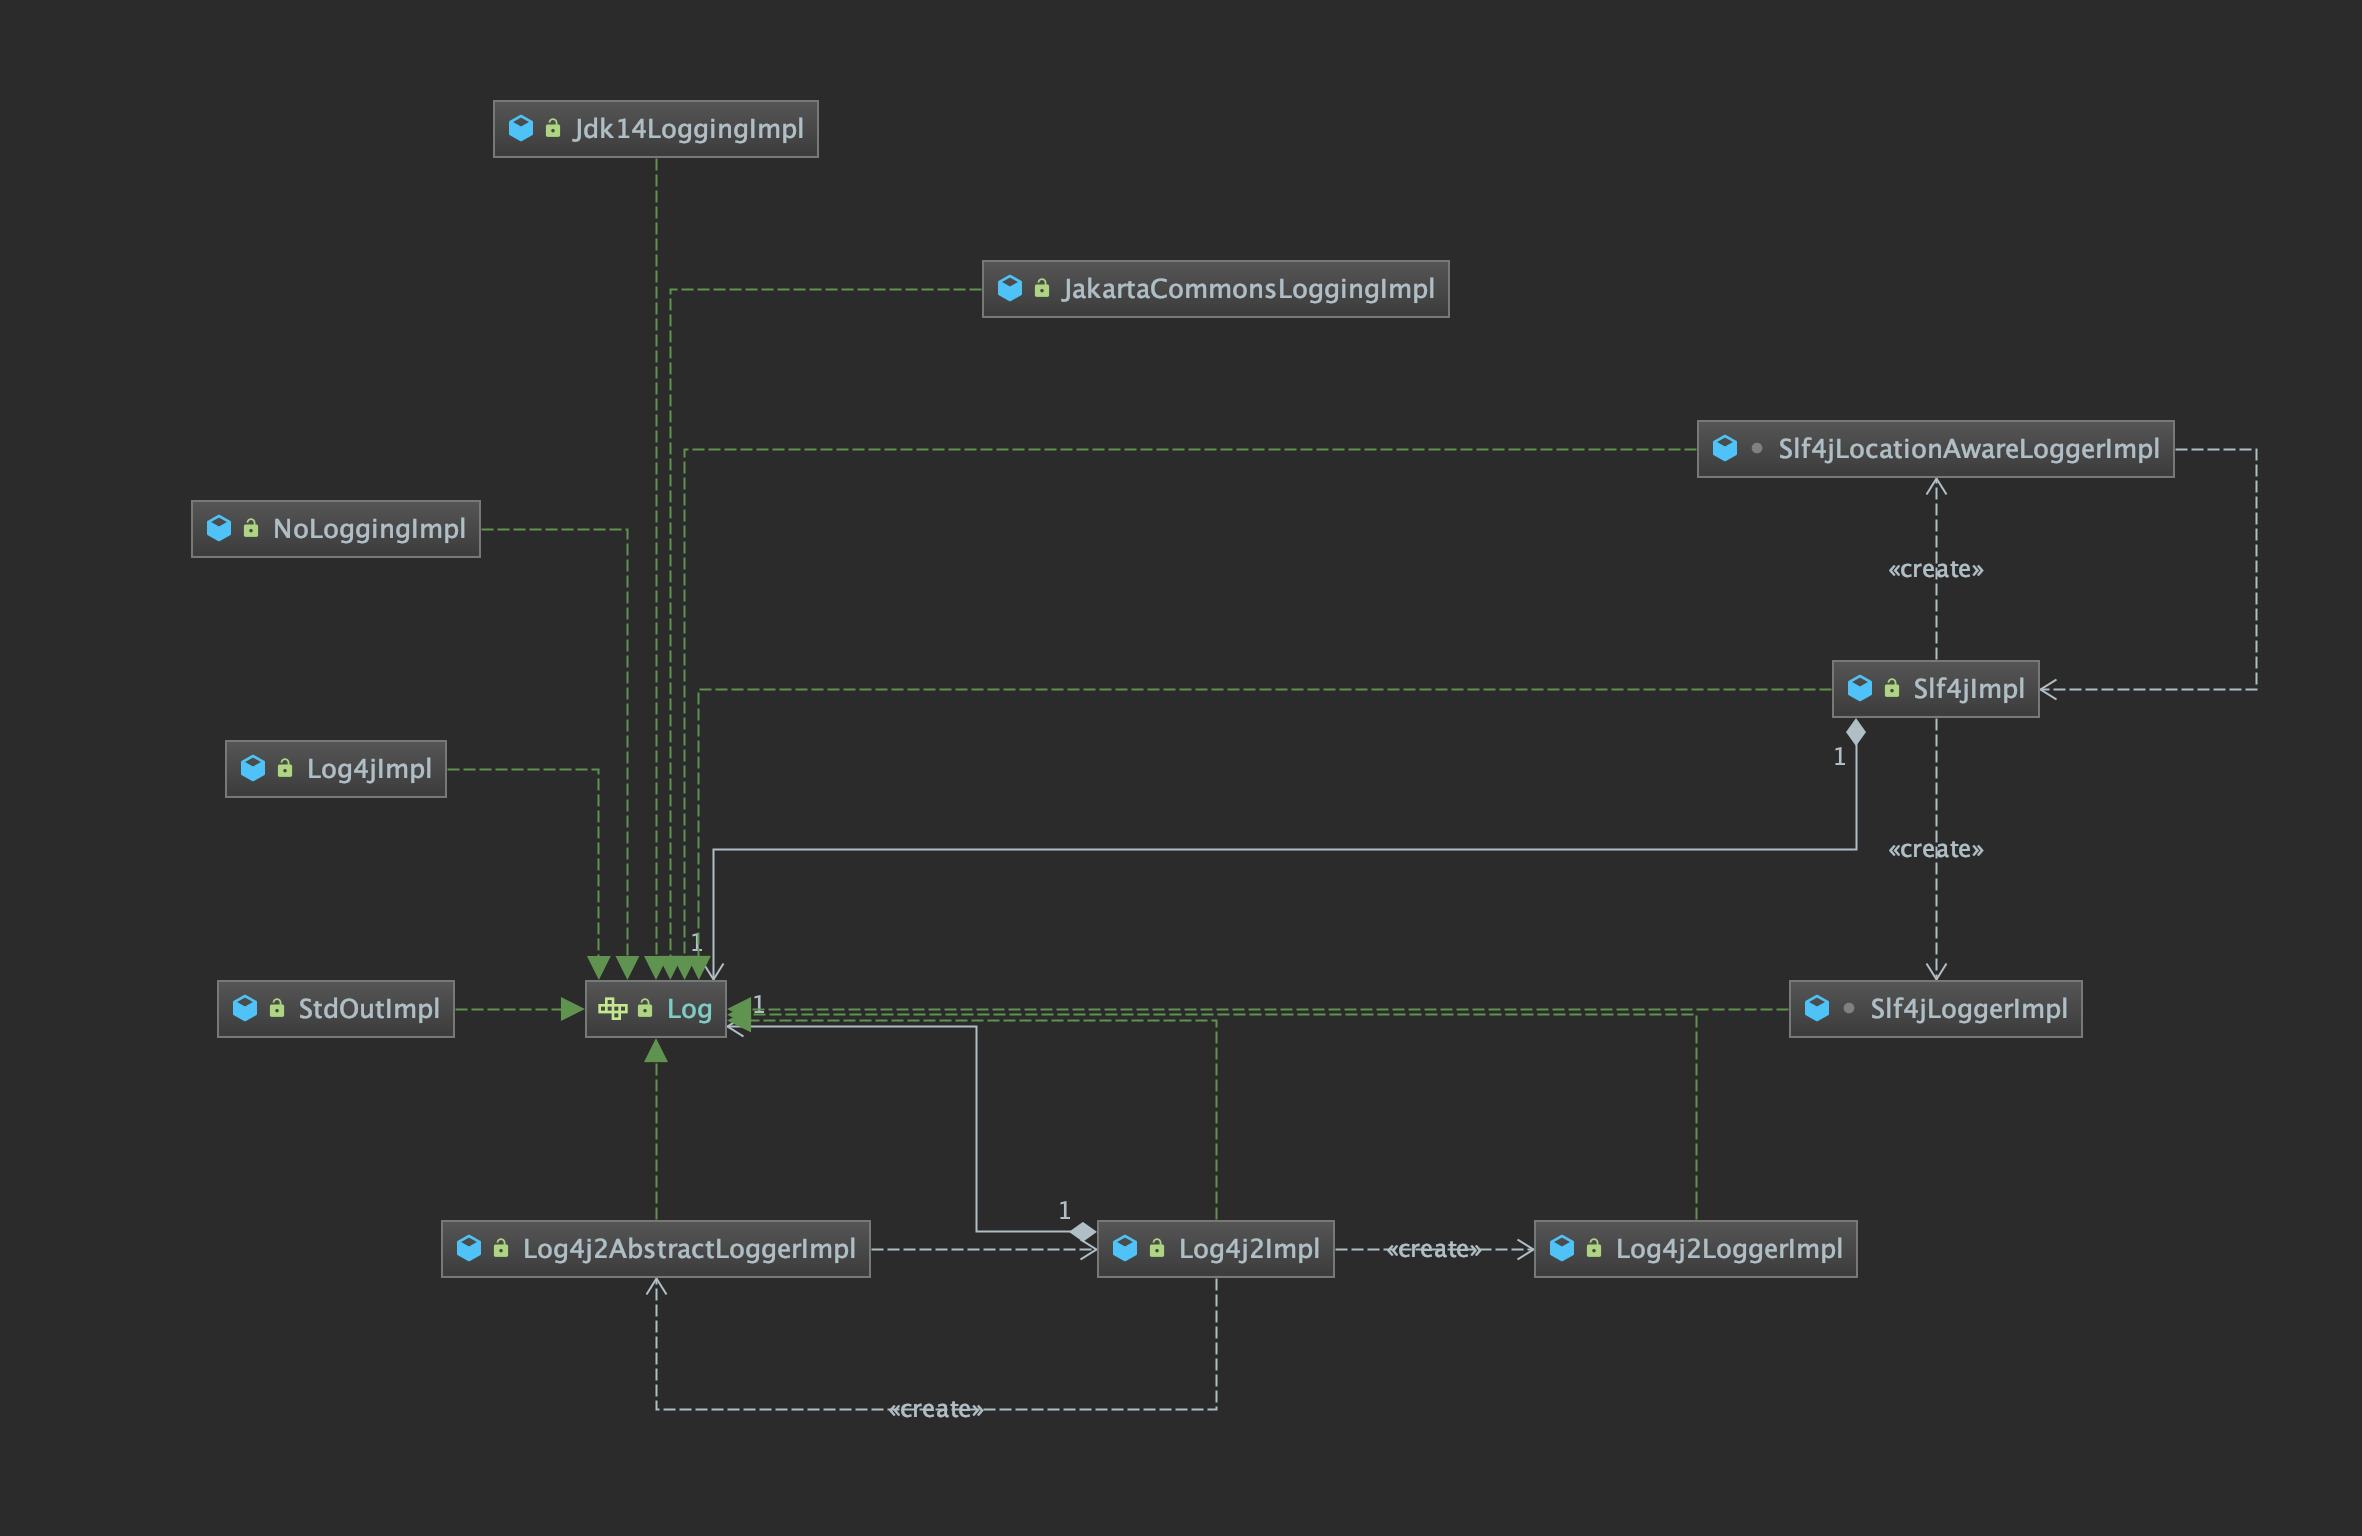 Jdk14LoggingImpl
JakartaCommonsLoggingImpl
Slf4jLocationAwareLoggerImpl
NoLoggingImpl
«create»
Slf4jImpl
1
Log4jImpl
«create»
1
StdOutImpl
Log
1
Slf4jLoggerImpl
1
Log4j2AbstractLoggerImpl
Log4j2Impl
«create»
Log4j2LoggerImpl
«create»